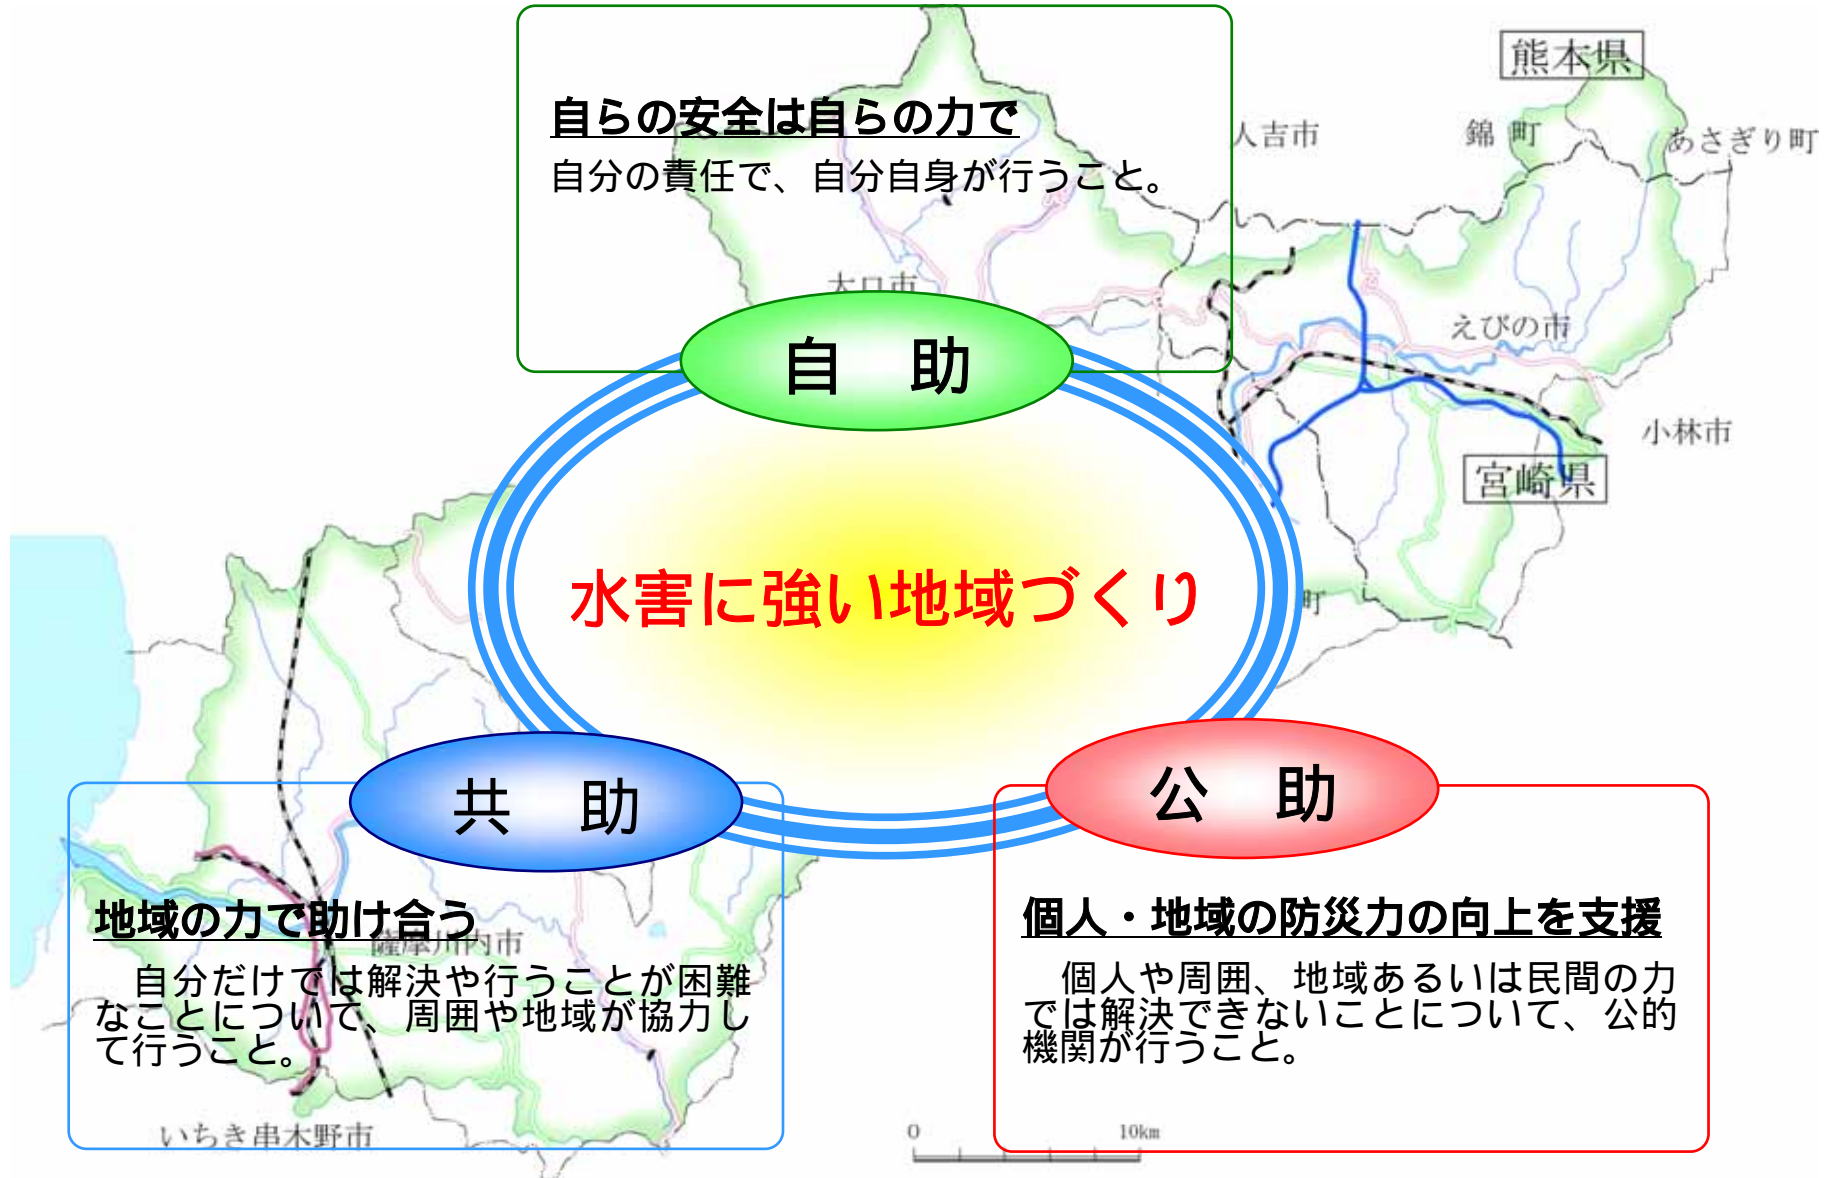 熊本県
自らの安全は自らの力で
人吉市
錦 町
あさぎり町
自分の責任で、自分自身が行うこと。
大口市
えびの市
自 助
小林市
宮崎県
水害に強い地域づくり
町
共 助
公 助
地域の力で助け合う
薩摩川内市
自分だけでは解決や行うことが困難
なことについて、周囲や地域が協力し
て行うこと。
個人・地域の防災力の向上を支援
個人や周囲、地域あるいは民間の力
では解決できないことについて、公的
機関が行うこと。
いちき串木野市
0 10km